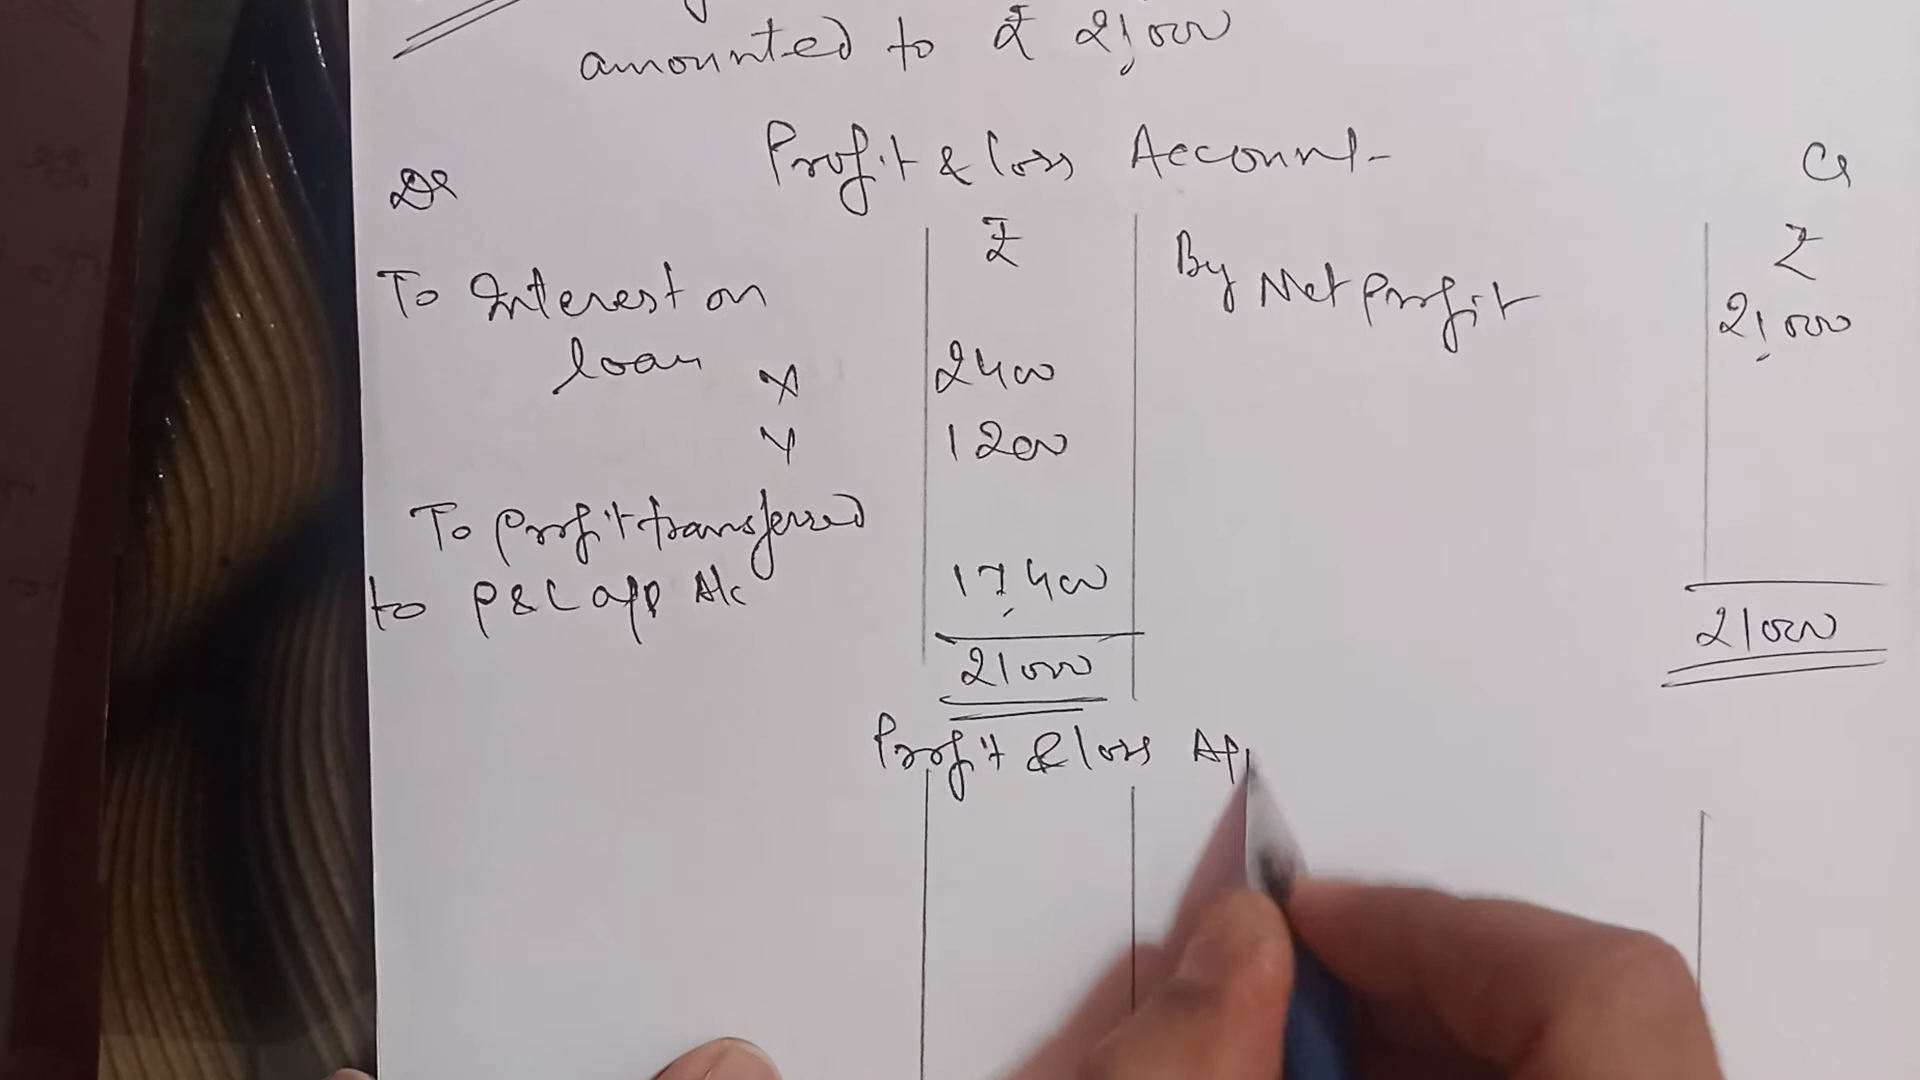 amounted to ₹ 21,000
Profit & loss Account
Dr
Cr
₹
₹
To Interest on
By Net profit
21,000
loan
X 2400
Y 1200
To profit transferred
to P&L app A/c
17,400
21000
21000
Profit & loss App